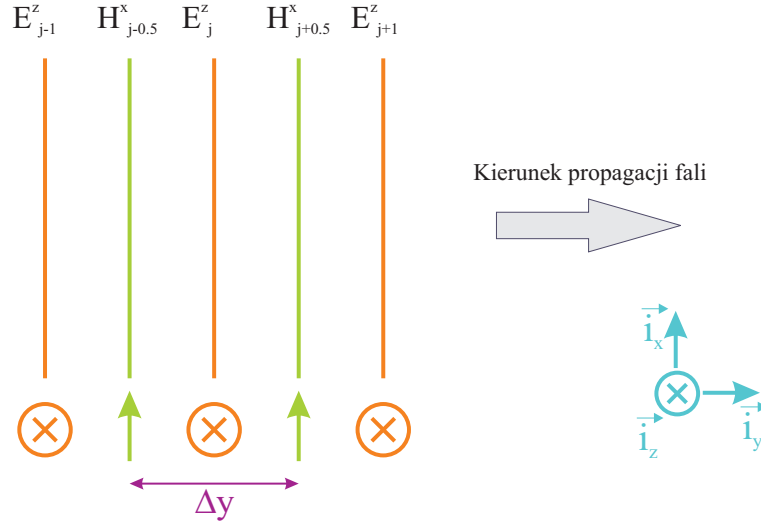 E^z_{j-1} H^x_{j-0.5} E^z_j H^x_{j+0.5} E^z_{j+1}
Kierunek propagacji fali
i_x
i_z i_y
Δy